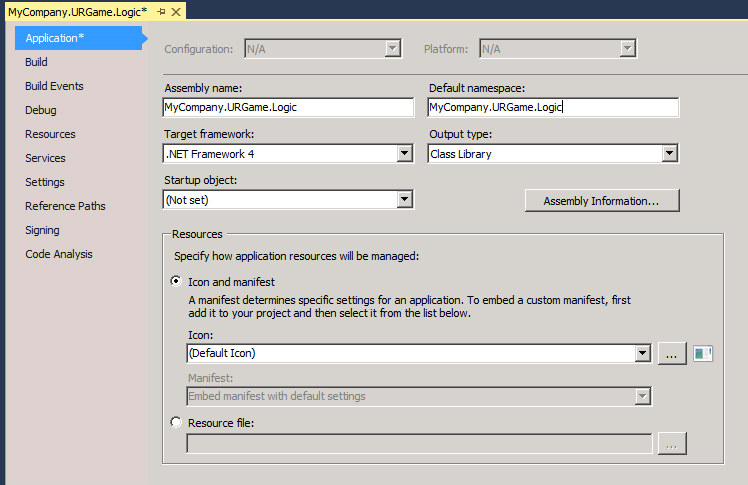 MyCompany.URGame.Logic*
Application*
Build
Build Events
Debug
Resources
Services
Settings
Reference Paths
Signing
Code Analysis
Configuration: N/A Platform: N/A
Assembly name: Default namespace:
MyCompany.URGame.Logic MyCompany.URGame.Logic
Target framework: Output type:
.NET Framework 4 Class Library
Startup object:
(Not set) Assembly Information...
Resources
Specify how application resources will be managed:
Icon and manifest
A manifest determines specific settings for an application. To embed a custom manifest, first
add it to your project and then select it from the list below.
Icon:
(Default Icon) ...
Manifest:
Embed manifest with default settings
Resource file:
...